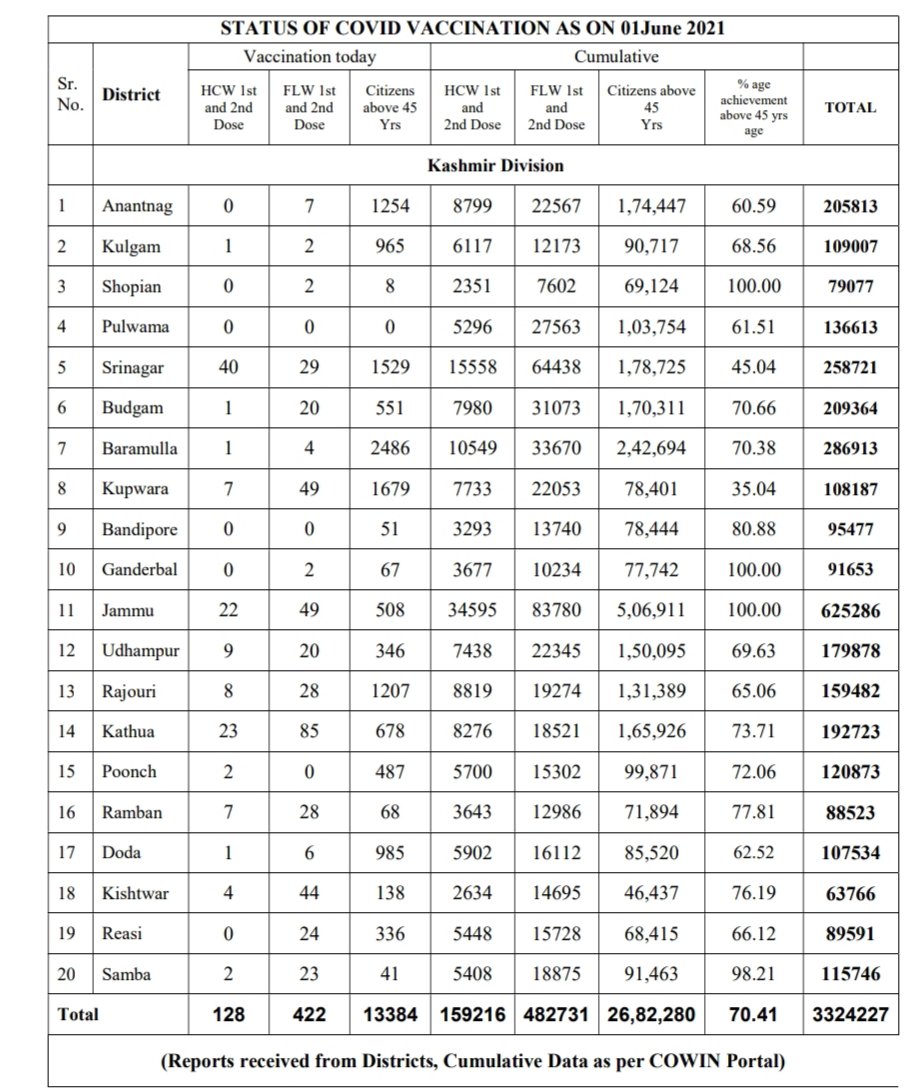 STATUS OF COVID VACCINATION AS ON 01June 2021
Vaccination today Cumulative
Sr. No. District HCW 1st and 2nd Dose FLW 1st and 2nd Dose Citizens above 45 Yrs HCW 1st and 2nd Dose FLW 1st and 2nd Dose Citizens above 45 Yrs % age achievement above 45 yrs age TOTAL
Kashmir Division
1 Anantnag 0 7 1254 8799 22567 1,74,447 60.59 205813
2 Kulgam 1 2 965 6117 12173 90,717 68.56 109007
3 Shopian 0 2 8 2351 7602 69,124 100.00 79077
4 Pulwama 0 0 0 5296 27563 1,03,754 61.51 136613
5 Srinagar 40 29 1529 15558 64438 1,78,725 45.04 258721
6 Budgam 1 20 551 7980 31073 1,70,311 70.66 209364
7 Baramulla 1 4 2486 10549 33670 2,42,694 70.38 286913
8 Kupwara 7 49 1679 7733 22053 78,401 35.04 108187
9 Bandipore 0 0 51 3293 13740 78,444 80.88 95477
10 Ganderbal 0 2 67 3677 10234 77,742 100.00 91653
11 Jammu 22 49 508 34595 83780 5,06,911 100.00 625286
12 Udhampur 9 20 346 7438 22345 1,50,095 69.63 179878
13 Rajouri 8 28 1207 8819 19274 1,31,389 65.06 159482
14 Kathua 23 85 678 8276 18521 1,65,926 73.71 192723
15 Poonch 2 0 487 5700 15302 99,871 72.06 120873
16 Ramban 7 28 68 3643 12986 71,894 77.81 88523
17 Doda 1 6 985 5902 16112 85,520 62.52 107534
18 Kishtwar 4 44 138 2634 14695 46,437 76.19 63766
19 Reasi 0 24 336 5448 15728 68,415 66.12 89591
20 Samba 2 23 41 5408 18875 91,463 98.21 115746
Total 128 422 13384 159216 482731 26,82,280 70.41 3324227
(Reports received from Districts, Cumulative Data as per COWIN Portal)